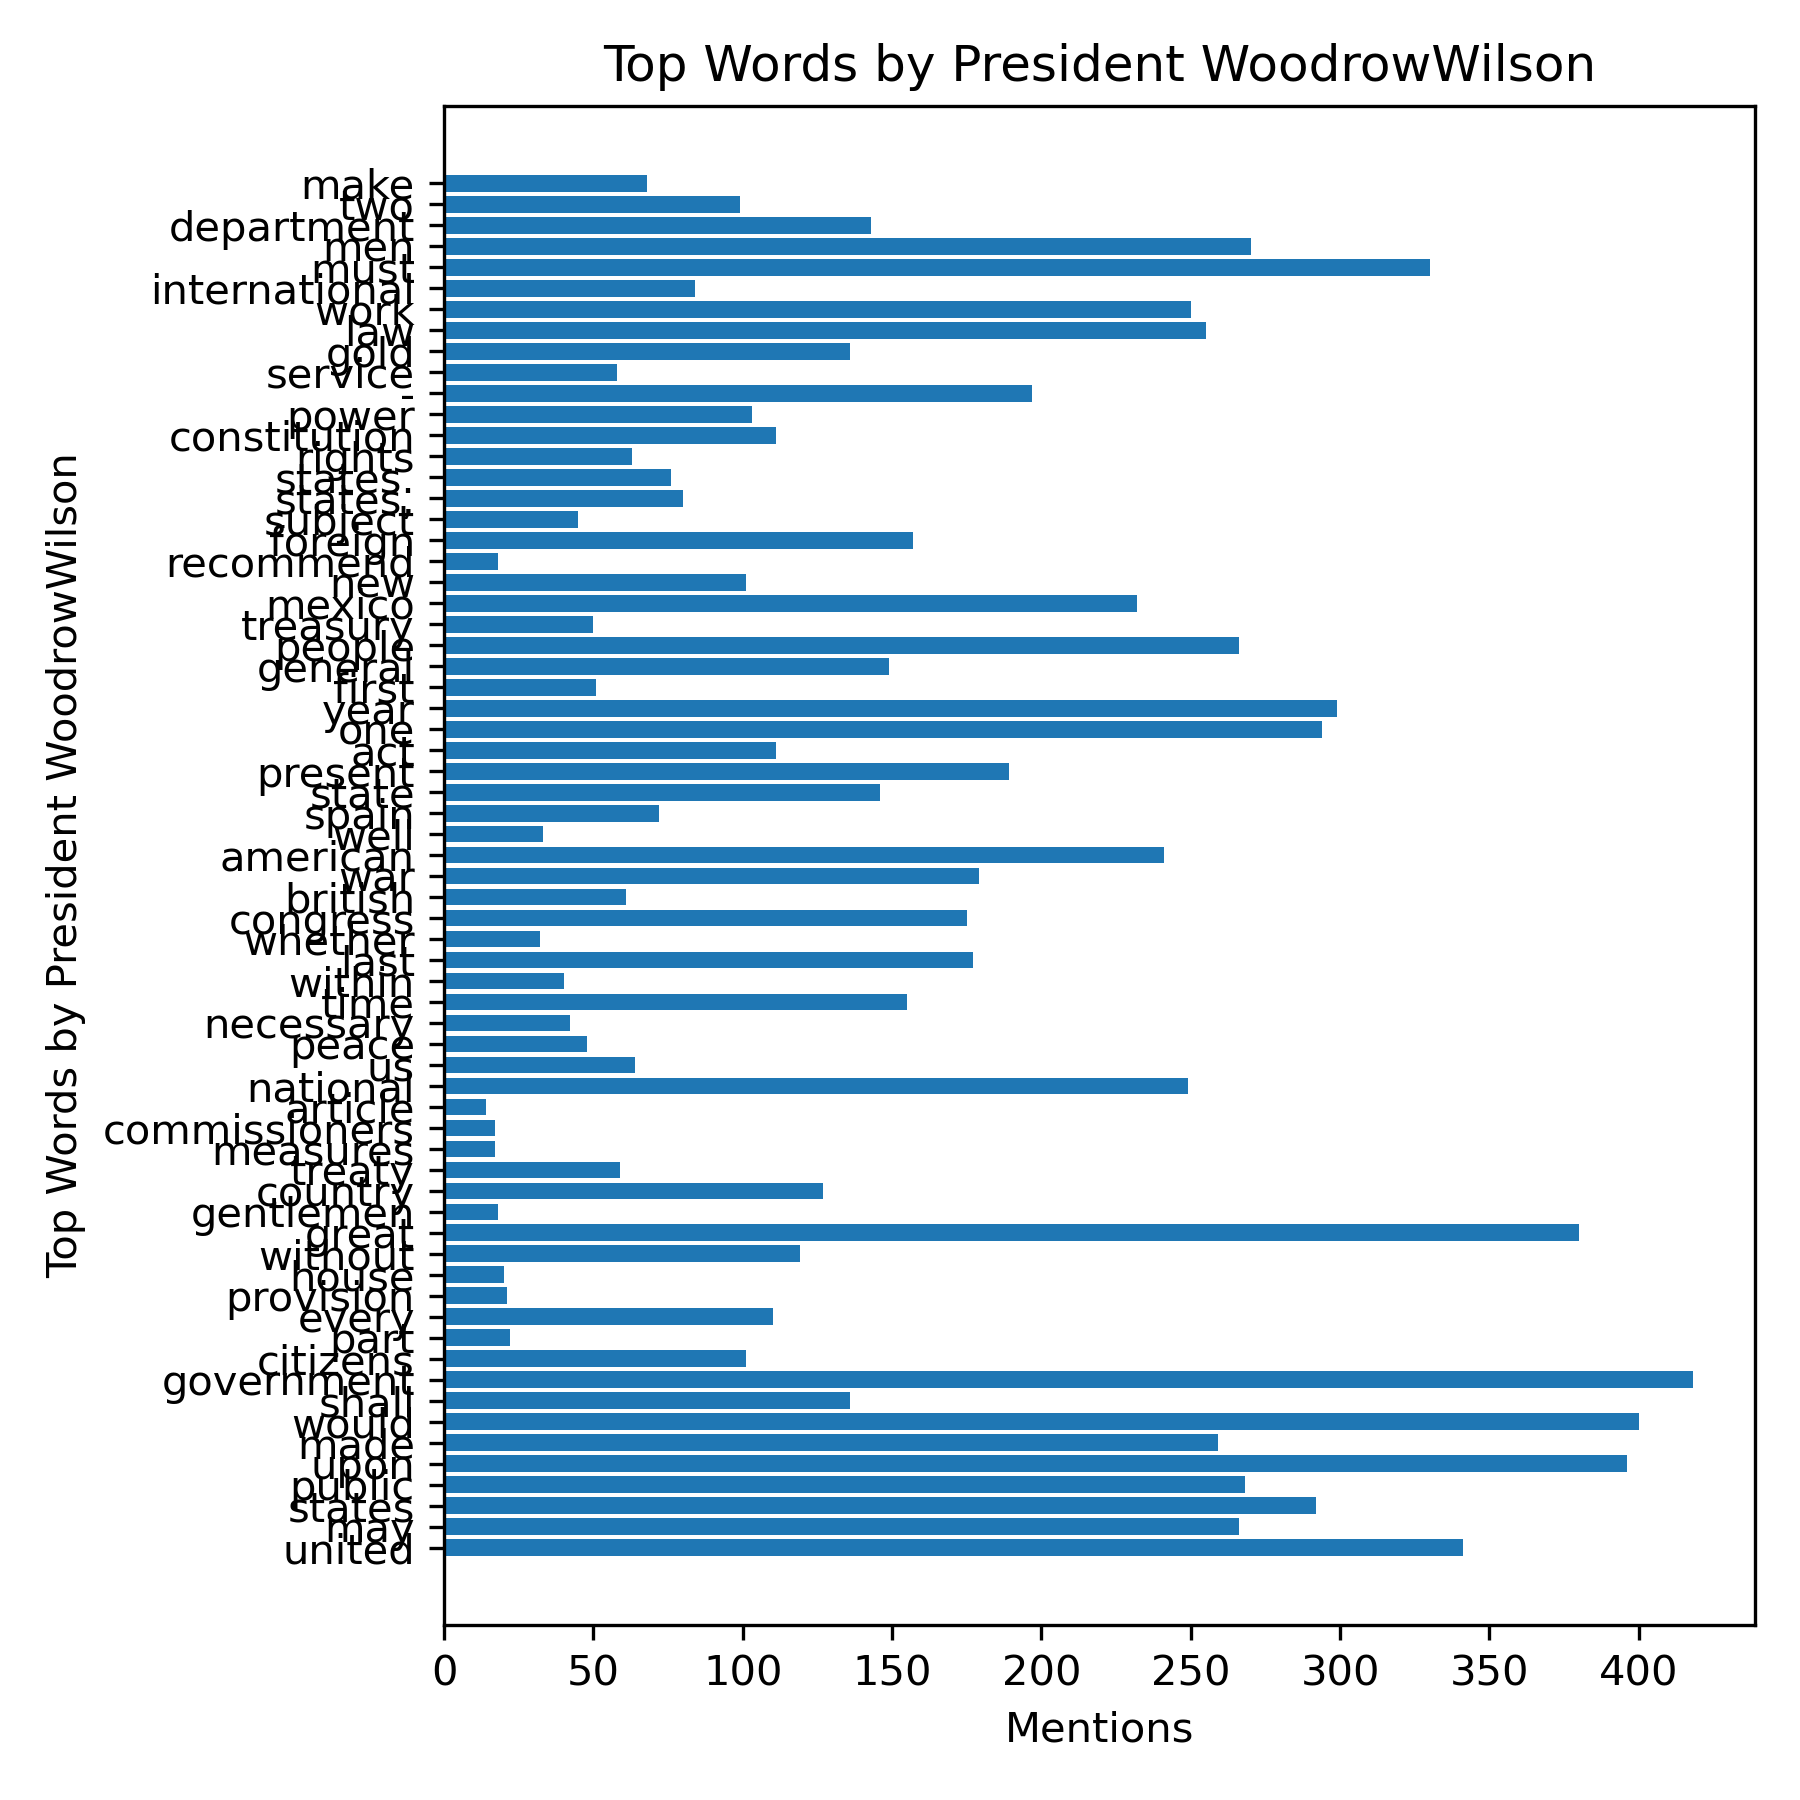 Top Words by President WoodrowWilson
make
two
department
men
must
international
work
law
gold
service
-
power
constitution
rights
states.
states,
subject
foreign
recommend
new
mexico
treasury
people
general
first
year
one
act
present
state
spain
well
american
war
british
congress
whether
last
within
time
necessary
peace
us
national
article
commissioners
measures
treaty
country
gentlemen
great
without
house
provision
every
part
citizens
government
shall
would
made
upon
public
states
may
united
Top Words by President WoodrowWilson
0 50 100 150 200 250 300 350 400
Mentions